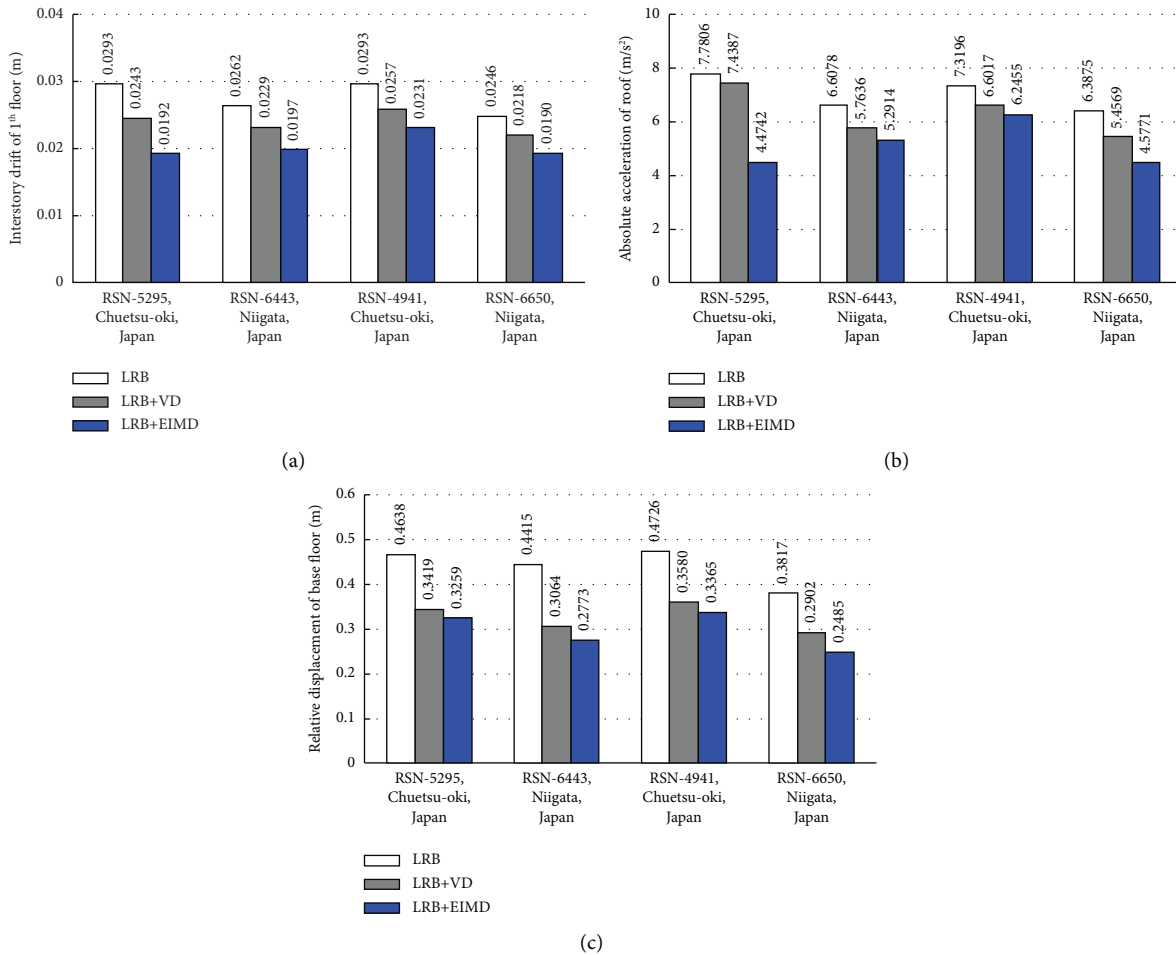 Interstory drift of 1th floor (m)
0.04
0.03
0.02
0.01
0
0.0293
0.0243
0.0192
0.0262
0.0229
0.0197
0.0293
0.0257
0.0231
0.0246
0.0218
0.0190
RSN-5295,
Chuetsu-oki,
Japan
RSN-6443,
Niigata,
Japan
RSN-4941,
Chuetsu-oki,
Japan
RSN-6650,
Niigata,
Japan
LRB
LRB+VD
LRB+EIMD
(a)
Absolute acceleration of roof (m/s²)
10
8
6
4
2
0
7.7806
7.4387
4.4742
6.6078
5.7636
5.2914
7.3196
6.6017
6.2455
6.3875
5.4569
4.5771
RSN-5295,
Chuetsu-oki,
Japan
RSN-6443,
Niigata,
Japan
RSN-4941,
Chuetsu-oki,
Japan
RSN-6650,
Niigata,
Japan
LRB
LRB+VD
LRB+EIMD
(b)
Relative displacement of base floor (m)
0.6
0.5
0.4
0.3
0.2
0.1
0
0.4638
0.3419
0.3259
0.4415
0.3064
0.2773
0.4726
0.3580
0.3365
0.3817
0.2902
0.2485
RSN-5295,
Chuetsu-oki,
Japan
RSN-6443,
Niigata,
Japan
RSN-4941,
Chuetsu-oki,
Japan
RSN-6650,
Niigata,
Japan
LRB
LRB+VD
LRB+EIMD
(c)